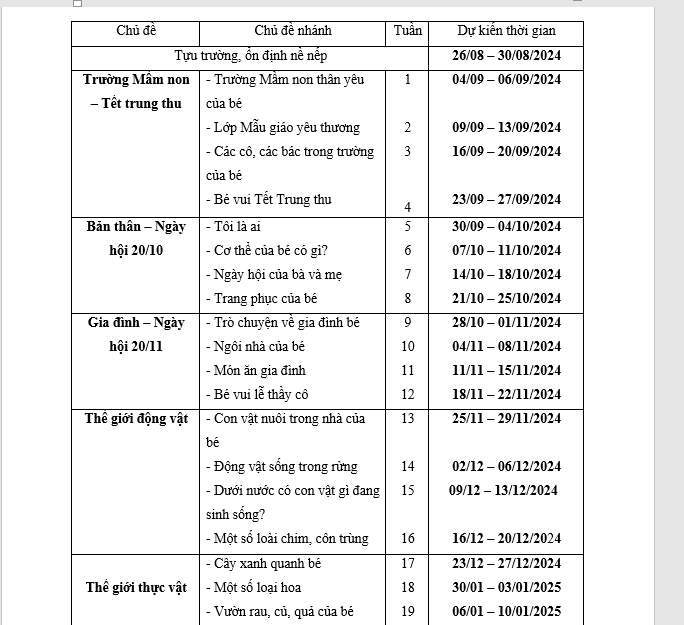 Chủ đề Chủ đề nhánh Tuần Dự kiến thời gian
Tựu trường, ổn định nề nếp 26/08 – 30/08/2024
Trường Mầm non - Trường Mầm non thân yêu 1 04/09 – 06/09/2024
– Tết trung thu của bé
- Lớp Mẫu giáo yêu thương 2 09/09 – 13/09/2024
- Các cô, các bác trong trường 3 16/09 – 20/09/2024
của bé
- Bé vui Tết Trung thu 4 23/09 – 27/09/2024
Bản thân – Ngày - Tôi là ai 5 30/09 – 04/10/2024
hội 20/10 - Cơ thể của bé có gì? 6 07/10 – 11/10/2024
- Ngày hội của bà và mẹ 7 14/10 – 18/10/2024
- Trang phục của bé 8 21/10 – 25/10/2024
Gia đình – Ngày - Trò chuyện về gia đình bé 9 28/10 – 01/11/2024
hội 20/11 - Ngôi nhà của bé 10 04/11 – 08/11/2024
- Món ăn gia đình 11 11/11 – 15/11/2024
- Bé vui lễ thầy cô 12 18/11 – 22/11/2024
Thế giới động vật - Con vật nuôi trong nhà của 13 25/11 – 29/11/2024
bé
- Động vật sống trong rừng 14 02/12 – 06/12/2024
- Dưới nước có con vật gì đang 15 09/12 – 13/12/2024
sinh sống?
- Một số loài chim, côn trùng 16 16/12 – 20/12/2024
- Cây xanh quanh bé 17 23/12 – 27/12/2024
Thế giới thực vật - Một số loại hoa 18 30/01 – 03/01/2025
- Vườn rau, củ, quả của bé 19 06/01 – 10/01/2025